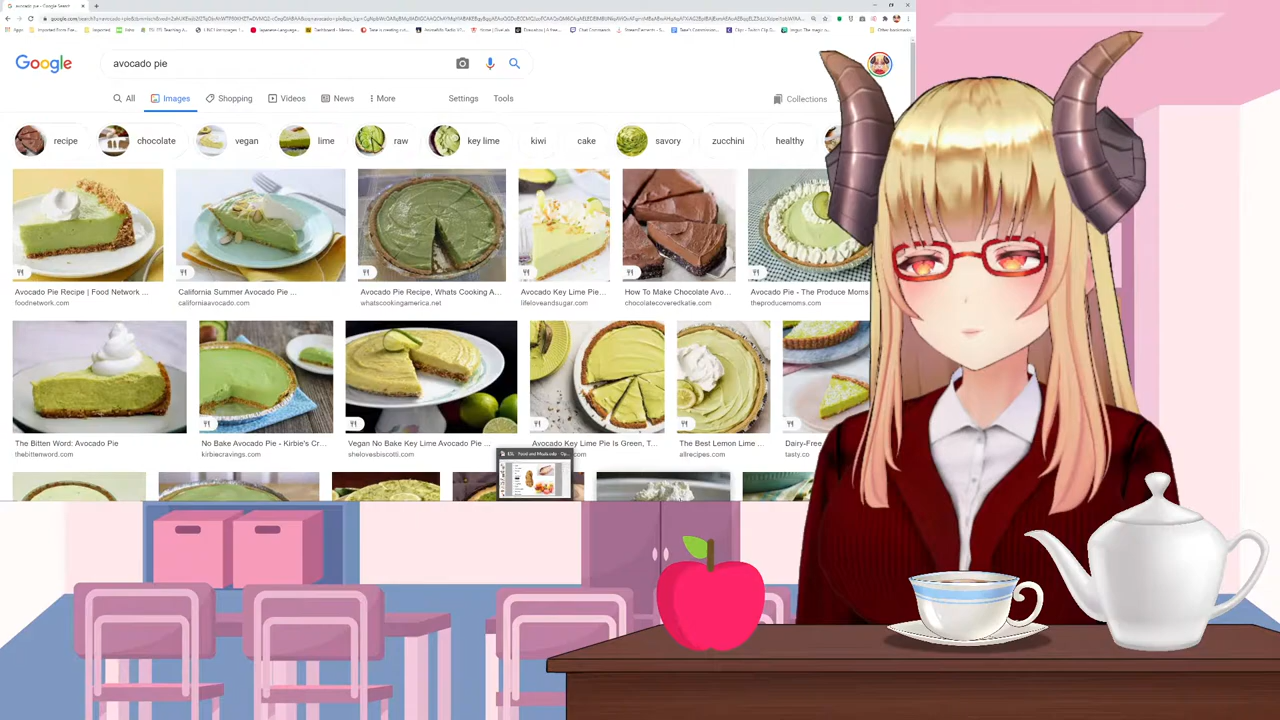 avocado pie - Google Search
Google
avocado pie
All
Images
Shopping
Videos
News
More
Settings
Tools
Collections
recipe
chocolate
vegan
lime
raw
key lime
kiwi
cake
savory
zucchini
healthy
Avocado Pie Recipe | Food Network ...
foodnetwork.com
California Summer Avocado Pie ...
californiaavocado.com
Avocado Pie Recipe, Whats Cooking A...
whatscookingamerica.net
Avocado Key Lime Pie...
lifeloveandsugar.com
How To Make Chocolate Avo...
chocolatecoveredkatie.com
Avocado Pie - The Produce Moms
theproducemoms.com
The Bitten Word: Avocado Pie
thebittenword.com
No Bake Avocado Pie - Kirbie's Cr...
kirbiecravings.com
Vegan No Bake Key Lime Avocado Pie ...
shelovesbiscotti.com
Avocado Key Lime Pie Is Green, T...
The Best Lemon Lime ...
allrecipes.com
Dairy-Free
tasty.co